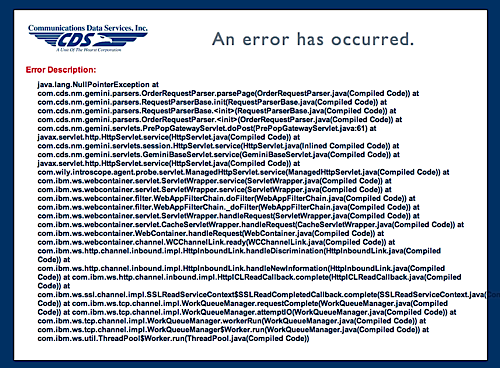 Communications Data Services, Inc.
CDS
A Unit Of The Hearst Corporation
An error has occurred.
Error Description:
java.lang.NullPointerException at
com.cds.nm.gemini.parsers.OrderRequestParser.parsePage(OrderRequestParser.java(Compiled Code)) at
com.cds.nm.gemini.parsers.RequestParserBase.init(RequestParserBase.java(Compiled Code)) at
com.cds.nm.gemini.parsers.RequestParserBase.<init>(RequestParserBase.java(Compiled Code)) at
com.cds.nm.gemini.parsers.OrderRequestParser.<init>(OrderRequestParser.java(Compiled Code)) at
com.cds.nm.gemini.servlets.PrePopGatewayServlet.doPost(PrePopGatewayServlet.java:61) at
javax.servlet.http.HttpServlet.service(HttpServlet.java(Compiled Code)) at
com.cds.nm.gemini.servlets.session.HttpServlet.service(HttpServlet.java(Inlined Compiled Code)) at
com.cds.nm.gemini.servlets.GeminiBaseServlet.service(GeminiBaseServlet.java(Compiled Code)) at
javax.servlet.http.HttpServlet.service(HttpServlet.java(Compiled Code)) at
com.wily.introscope.agent.probe.servlet.ManagedHttpServlet.service(ManagedHttpServlet.java(Compiled Code)) at
com.ibm.ws.webcontainer.servlet.ServletWrapper.service(ServletWrapper.java(Compiled Code)) at
com.ibm.ws.webcontainer.servlet.ServletWrapper.service(ServletWrapper.java(Compiled Code)) at
com.ibm.ws.webcontainer.filter.WebAppFilterChain.doFilter(WebAppFilterChain.java(Compiled Code)) at
com.ibm.ws.webcontainer.filter.WebAppFilterChain._doFilter(WebAppFilterChain.java(Compiled Code)) at
com.ibm.ws.webcontainer.servlet.ServletWrapper.handleRequest(ServletWrapper.java(Compiled Code)) at
com.ibm.ws.webcontainer.servlet.CacheServletWrapper.handleRequest(CacheServletWrapper.java(Compiled Code)) at
com.ibm.ws.webcontainer.WebContainer.handleRequest(WebContainer.java(Compiled Code)) at
com.ibm.ws.webcontainer.channel.WCChannelLink.ready(WCChannelLink.java(Compiled Code)) at
com.ibm.ws.http.channel.inbound.impl.HttpInboundLink.handleDiscrimination(HttpInboundLink.java(Compiled
Code)) at
com.ibm.ws.http.channel.inbound.impl.HttpInboundLink.handleNewInformation(HttpInboundLink.java(Compiled
Code)) at com.ibm.ws.http.channel.inbound.impl.HttpICLReadCallback.complete(HttpICLReadCallback.java(Compiled
Code)) at
com.ibm.ws.ssl.channel.impl.SSLReadServiceContext$SSLReadCompletedCallback.complete(SSLReadServiceContext.java(Com
Code)) at com.ibm.ws.tcp.channel.impl.WorkQueueManager.requestComplete(WorkQueueManager.java(Compiled
Code)) at com.ibm.ws.tcp.channel.impl.WorkQueueManager.attemptIO(WorkQueueManager.java(Compiled Code)) at
com.ibm.ws.tcp.channel.impl.WorkQueueManager.workerRun(WorkQueueManager.java(Compiled Code)) at
com.ibm.ws.tcp.channel.impl.WorkQueueManager$Worker.run(WorkQueueManager.java(Compiled Code)) at
com.ibm.ws.util.ThreadPool$Worker.run(ThreadPool.java(Compiled Code))